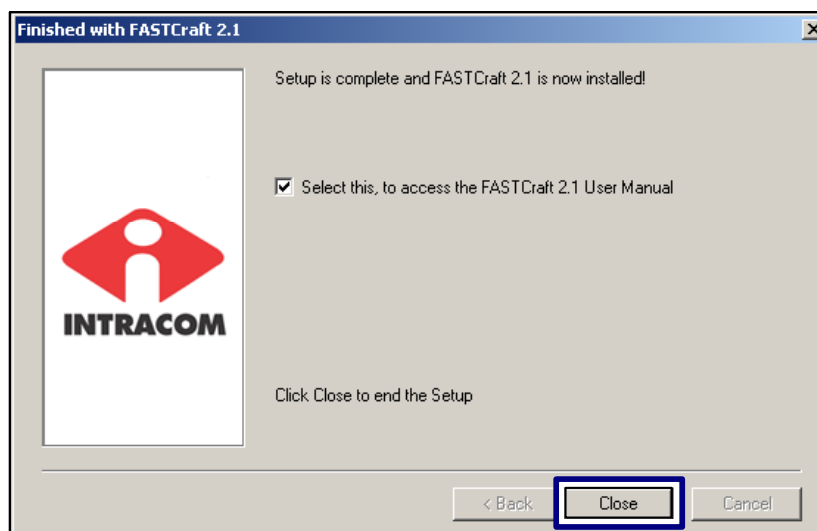 Finished with FASTCraft 2.1
Setup is complete and FASTCraft 2.1 is now installed!
Select this, to access the FASTCraft 2.1 User Manual
INTRACOM
Click Close to end the Setup
< Back
Close
Cancel